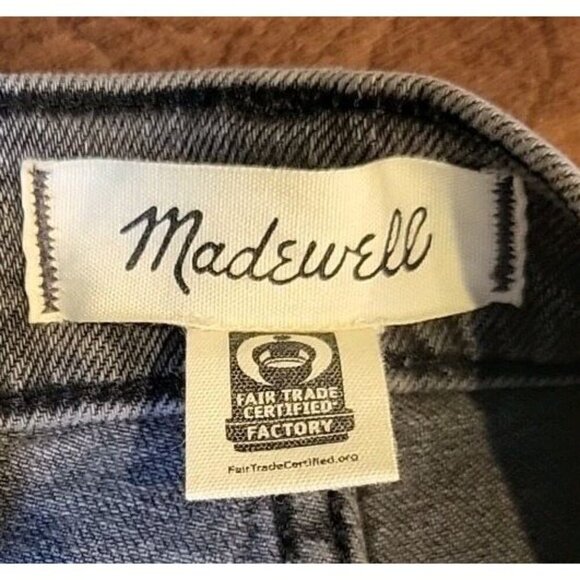 Madewell
FAIR TRADE
CERTIFIED
FACTORY
FairTradeCertified.org